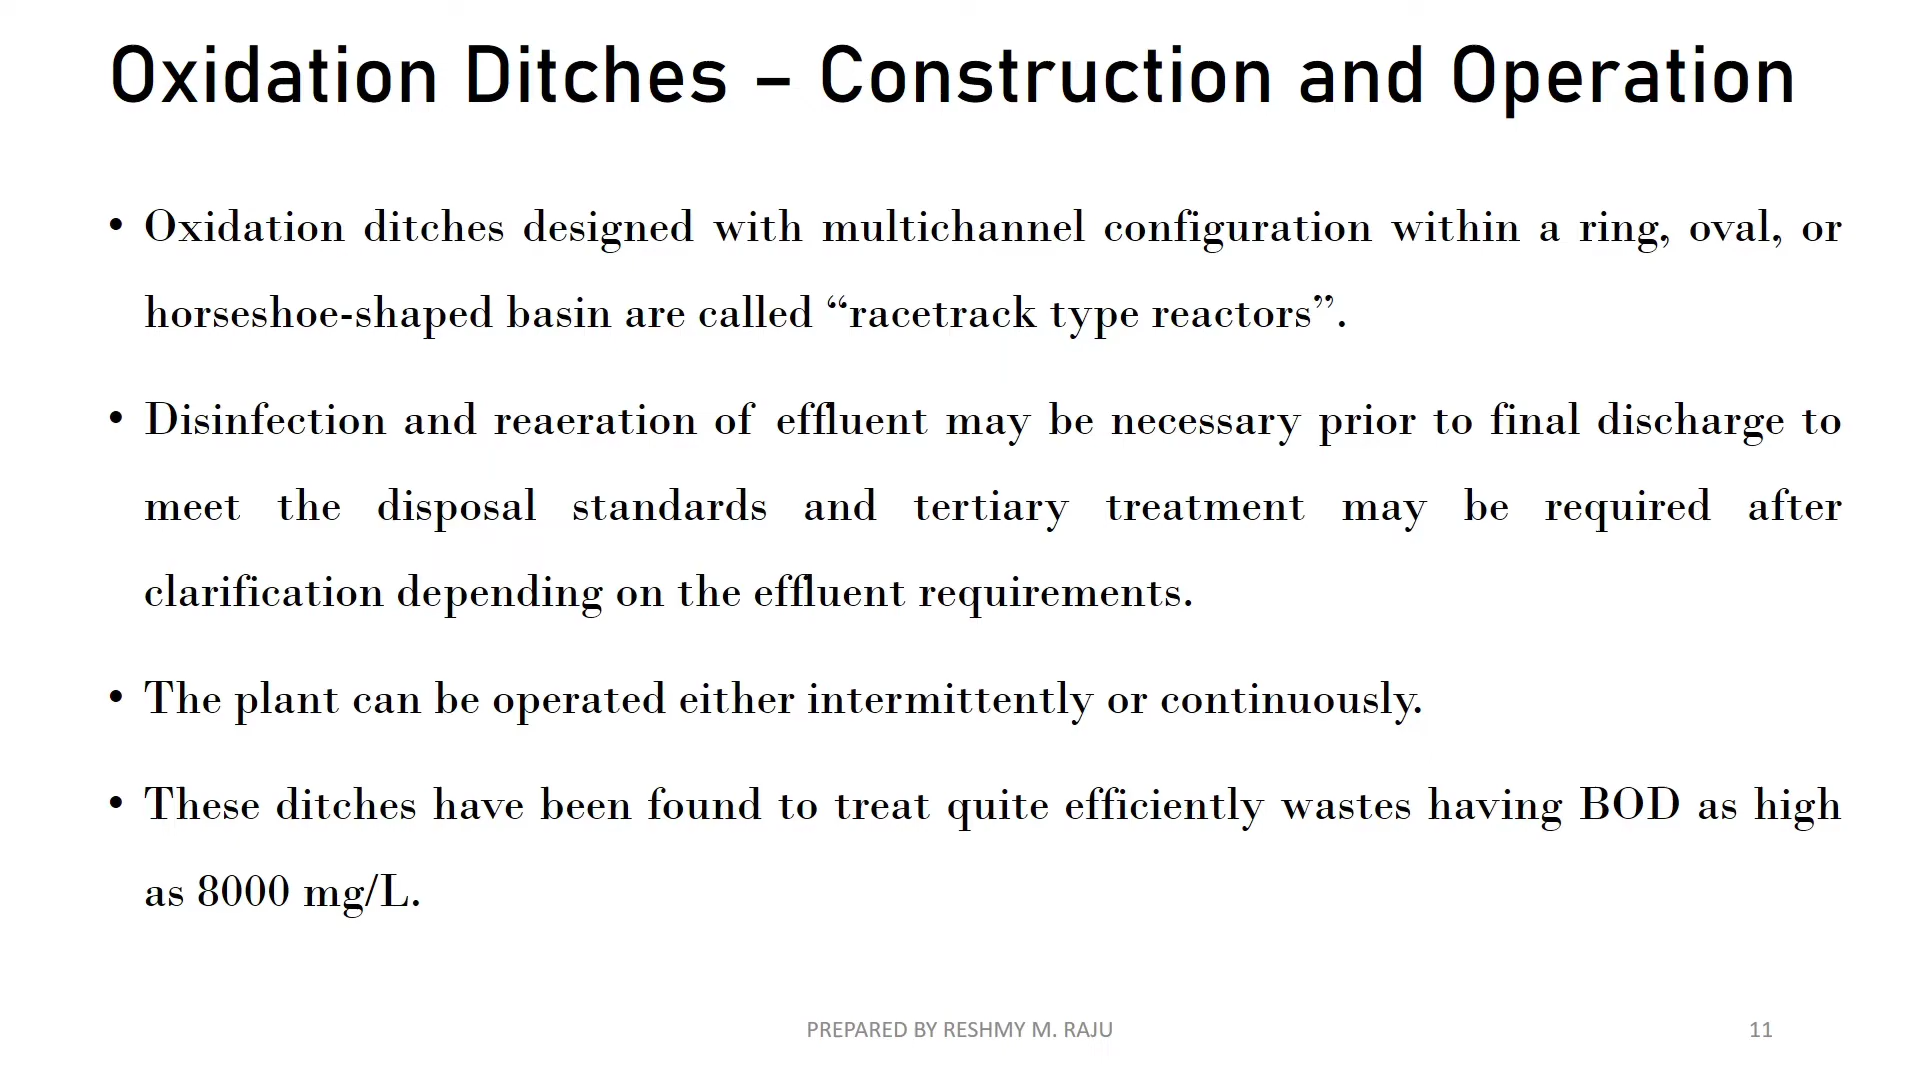 Oxidation Ditches – Construction and Operation
• Oxidation ditches designed with multichannel configuration within a ring, oval, or
horseshoe-shaped basin are called “racetrack type reactors”.
• Disinfection and reaeration of effluent may be necessary prior to final discharge to
meet the disposal standards and tertiary treatment may be required after
clarification depending on the effluent requirements.
• The plant can be operated either intermittently or continuously.
• These ditches have been found to treat quite efficiently wastes having BOD as high
as 8000 mg/L.
PREPARED BY RESHMY M. RAJU
11